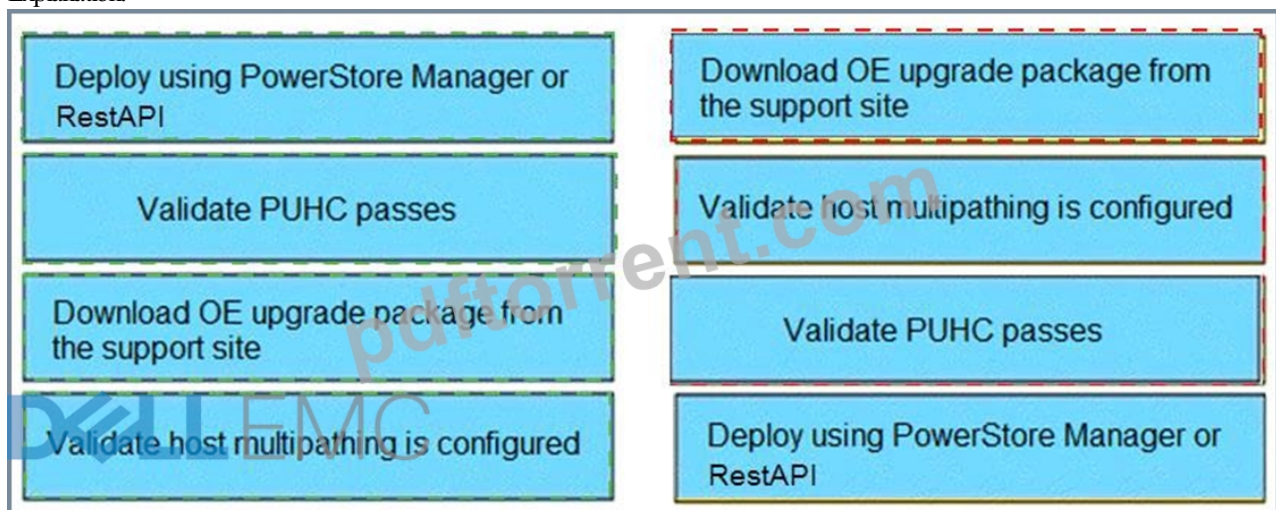 Deploy using PowerStore Manager or
RestAPI
Validate PUHC passes
Download OE upgrade package from
the support site
Validate host multipathing is configured
Download OE upgrade package from
the support site
Validate host multipathing is configured
Validate PUHC passes
Deploy using PowerStore Manager or
RestAPI
pdftorrent.com
DELL EMC